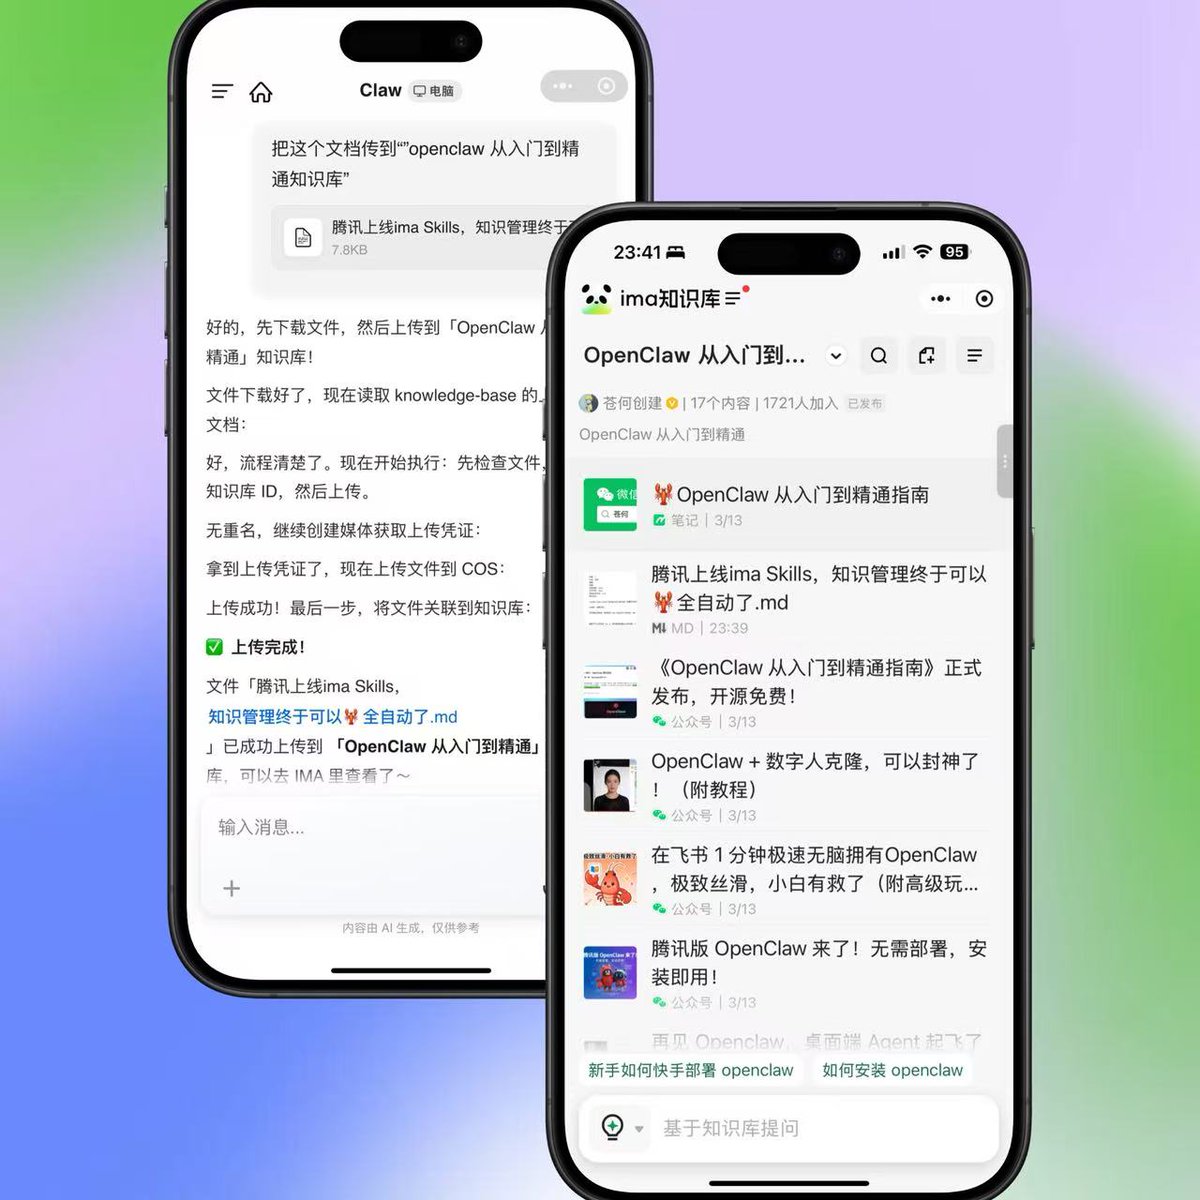 Claw 电脑
把这个文档传到“”openclaw 从入门到精
通知识库”
腾讯上线ima Skills，知识管理终于
7.8KB
好的，先下载文件，然后上传到「OpenClaw
精通」知识库！
文件下载好了，现在读取 knowledge-base 的
文档：
好，流程清楚了。现在开始执行：先检查文件，
知识库 ID，然后上传。
无重名，继续创建媒体获取上传凭证：
拿到上传凭证了，现在上传文件到 COS：
上传成功！最后一步，将文件关联到知识库：
✅ 上传完成！
文件「腾讯上线ima Skills，
知识管理终于可以🦞全自动了.md
」已成功上传到 「OpenClaw 从入门到精通」
库，可以去 IMA 里查看了～
输入消息...
内容由 AI 生成，仅供参考
23:41
95
ima知识库
OpenClaw 从入门到...
苍何创建 | 17个内容 | 1721人加入 已发布
OpenClaw 从入门到精通
微信
苍何
🦞OpenClaw 从入门到精通指南
笔记 | 3/13
腾讯上线ima Skills，知识管理终于可以
🦞全自动了.md
MD | 23:39
《OpenClaw 从入门到精通指南》正式
发布，开源免费！
公众号 | 3/13
OpenClaw + 数字人克隆，可以封神了
！（附教程）
公众号 | 3/13
在飞书 1 分钟极速无脑拥有OpenClaw
，极致丝滑，小白有救了（附高级玩...
公众号 | 3/13
腾讯版 OpenClaw 来了！无需部署，安
装即用！
公众号 | 3/13
再见 Openclaw，桌面端 Agent 起飞了
新手如何快手部署 openclaw
如何安装 openclaw
基于知识库提问